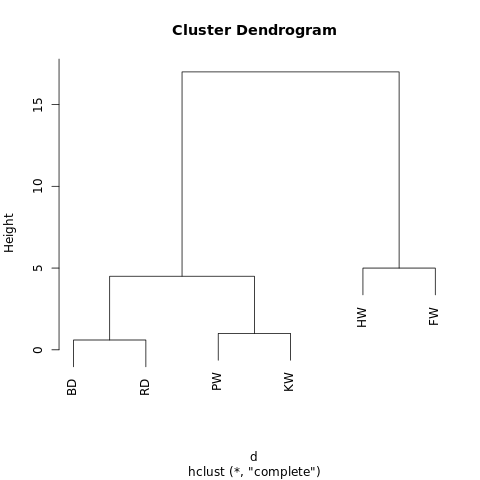 Cluster Dendrogram
Height
15
10
5
0
HW
FW
PW
KW
BD
RD
d
hclust (*, "complete")